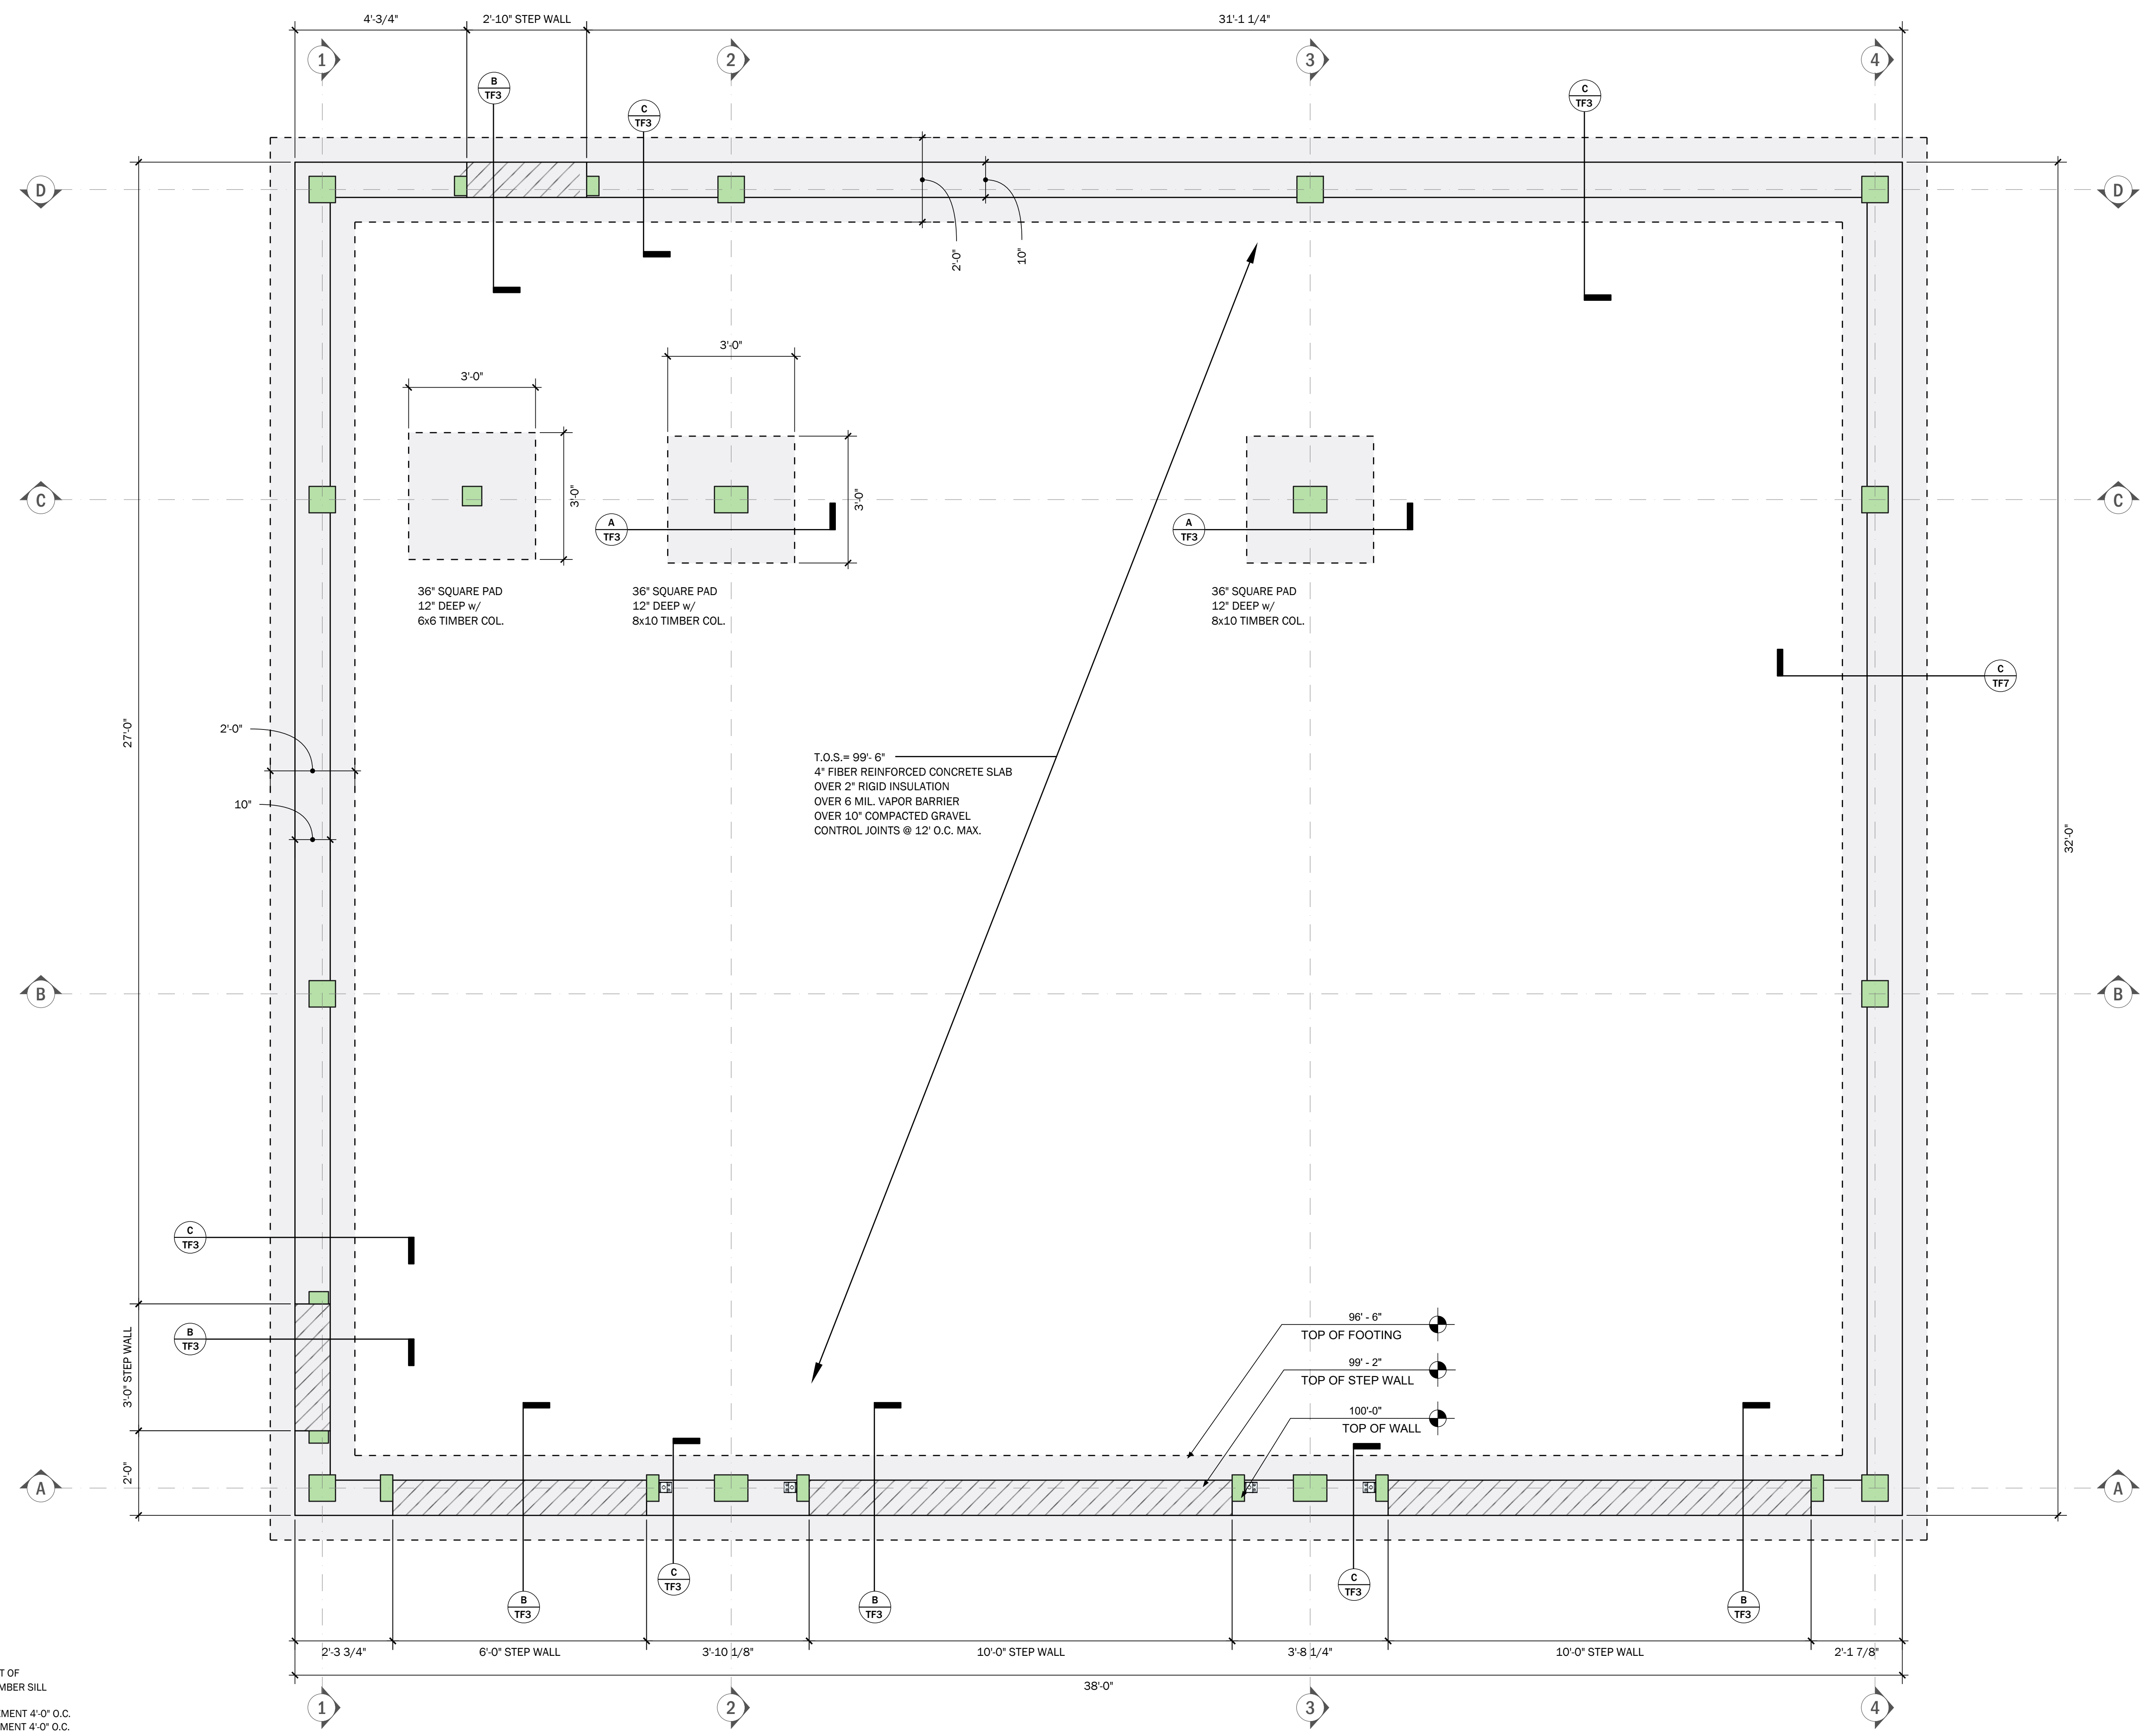 4'-3/4"
2'-10" STEP WALL
31'-1 1/4"
1
2
3
4
B
TF3
C
TF3
C
TF3
D
D
2'-0"
10"
3'-0"
3'-0"
C
3'-0"
3'-0"
C
A
TF3
A
TF3
36" SQUARE PAD
12" DEEP w/
6x6 TIMBER COL.
36" SQUARE PAD
12" DEEP w/
8x10 TIMBER COL.
36" SQUARE PAD
12" DEEP w/
8x10 TIMBER COL.
C
TF7
27'-0"
2'-0"
10"
T.O.S.= 99'- 6"
4" FIBER REINFORCED CONCRETE SLAB
OVER 2" RIGID INSULATION
OVER 6 MIL. VAPOR BARRIER
OVER 10" COMPACTED GRAVEL
CONTROL JOINTS @ 12' O.C. MAX.
32'-0"
B
B
C
TF3
B
TF3
3'-0" STEP WALL
2'-0"
96' - 6"
TOP OF FOOTING
99' - 2"
TOP OF STEP WALL
100'-0"
TOP OF WALL
A
A
B
TF3
C
TF3
B
TF3
C
TF3
B
TF3
2'-3 3/4"
6'-0" STEP WALL
3'-10 1/8"
10'-0" STEP WALL
3'-8 1/4"
10'-0" STEP WALL
2'-1 7/8"
38'-0"
1
2
3
4
T OF
MBER SILL
MENT 4'-0" O.C.
MENT 4'-0" O.C.